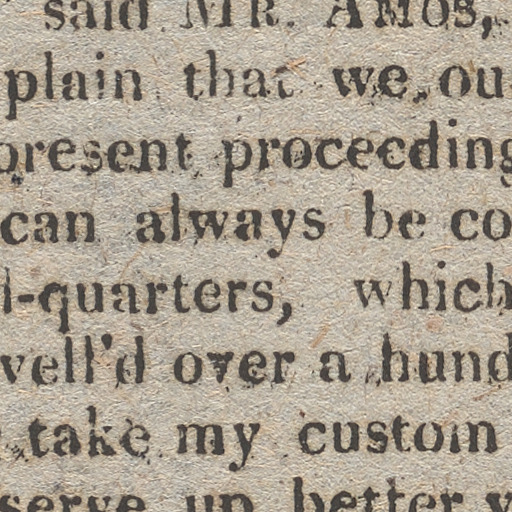 said MR. AMOS,
plain that we ou
present proceeding
can always be co
l-quarters, which
vell'd over a hund
take my custom
serve up better